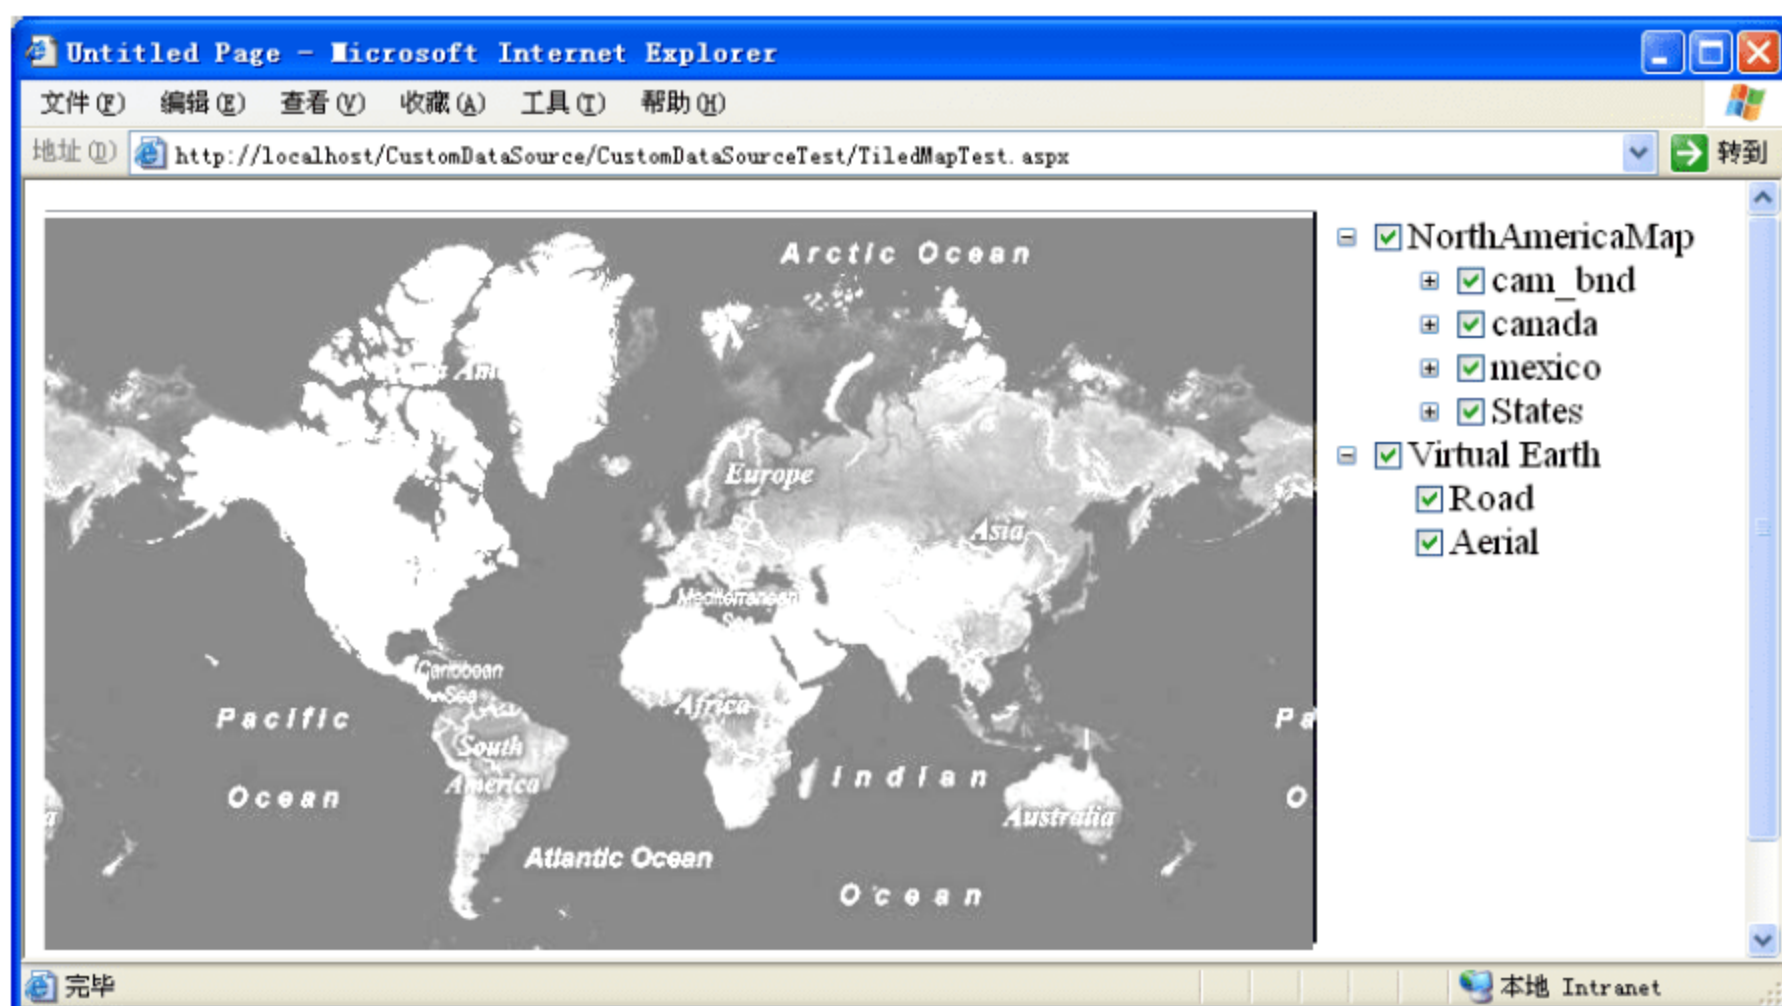 Untitled Page - Microsoft Internet Explorer
文件(F) 编辑(E) 查看(V) 收藏(A) 工具(T) 帮助(H)
地址(D) http://localhost/CustomDataSource/CustomDataSourceTest/TiledMapTest.aspx 转到
Arctic Ocean
Europe
Asia
Mediterranean
Sea
Caribbean
Sea
Africa
Pacific
Pa
South
America
Indian
Ocean
O
Australia
Atlantic Ocean
Ocean
NorthAmericaMap
cam_bnd
canada
mexico
States
Virtual Earth
Road
Aerial
完毕
本地 Intranet